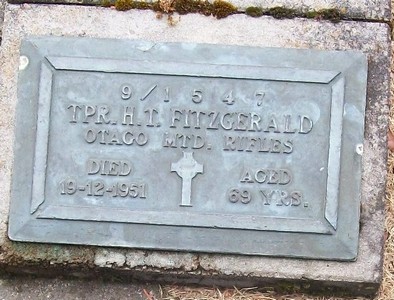 9/1547
TPR. H.T. FITZGERALD
OTAGO MTD. RIFLES
DIED AGED
19-12-1951 69 YRS.